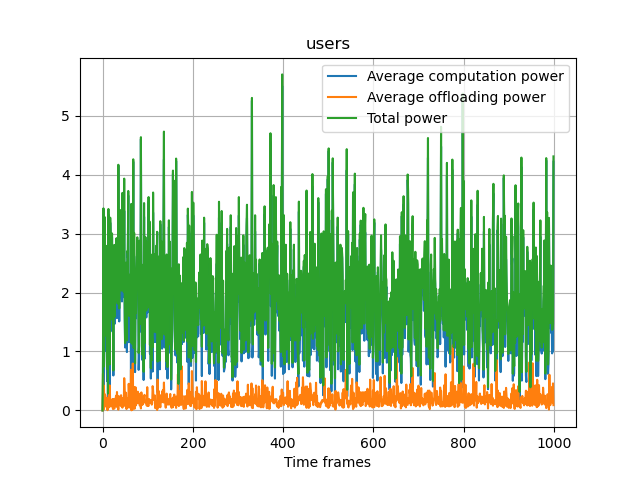 users
Average computation power
Average offloading power
Total power
5
4
3
2
1
0
0 200 400 600 800 1000
Time frames